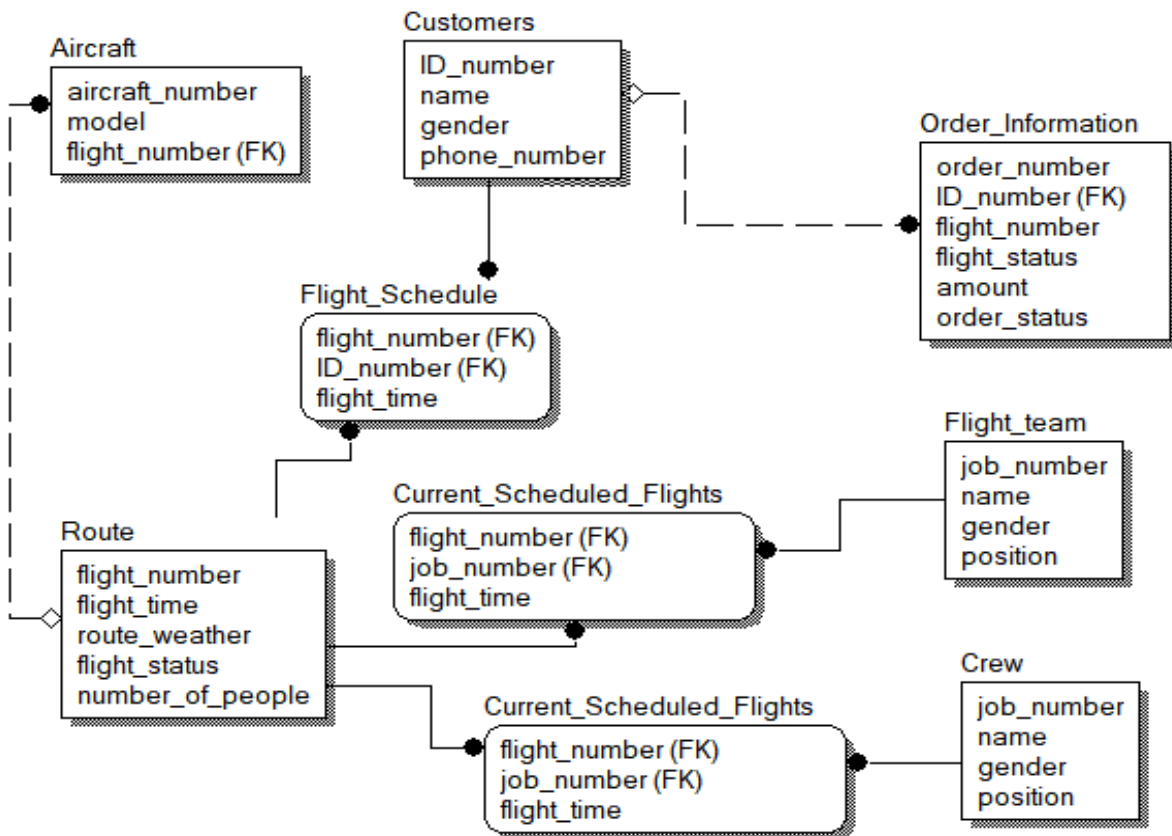 Aircraft
aircraft_number
model
flight_number (FK)
Customers
ID_number
name
gender
phone_number
Order_Information
order_number
ID_number (FK)
flight_number
flight_status
amount
order_status
Flight_Schedule
flight_number (FK)
ID_number (FK)
flight_time
Flight_team
job_number
name
gender
position
Current_Scheduled_Flights
flight_number (FK)
job_number (FK)
flight_time
Route
flight_number
flight_time
route_weather
flight_status
number_of_people
Crew
job_number
name
gender
position
Current_Scheduled_Flights
flight_number (FK)
job_number (FK)
flight_time